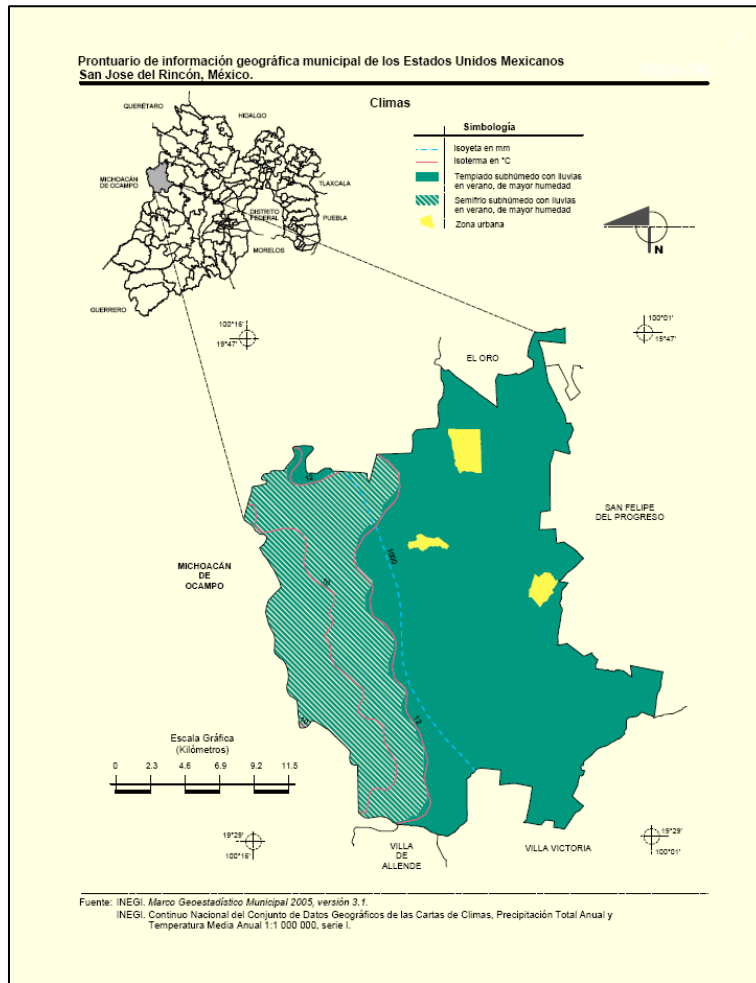 Prontuario de información geográfica municipal de los Estados Unidos Mexicanos
San Jose del Rincón, México.
Climas
QUERÉTARO
HIDALGO
MICHOACÁN
DE OCAMPO
TLAXCALA
DISTRITO
FEDERAL
PUEBLA
MORELOS
GUERRERO
Simbología
Isoyeta en mm
Isoterma en °C
Templado subhúmedo con lluvias
en verano, de mayor humedad
Semifrío subhúmedo con lluvias
en verano, de mayor humedad
Zona urbana
N
100°16'
19°47'
100°01'
19°47'
EL ORO
12
SAN FELIPE
DEL PROGRESO
1000
MICHOACÁN
DE
OCAMPO
10
12
10
Escala Gráfica
(Kilómetros)
0 2.3 4.6 6.9 9.2 11.5
19°29'
100°16'
VILLA
DE
ALLENDE
VILLA VICTORIA
19°29'
100°01'
Fuente: INEGI. Marco Geoestadístico Municipal 2005, versión 3.1.
INEGI. Continuo Nacional del Conjunto de Datos Geográficos de las Cartas de Climas, Precipitación Total Anual y
Temperatura Media Anual 1:1 000 000, serie I.